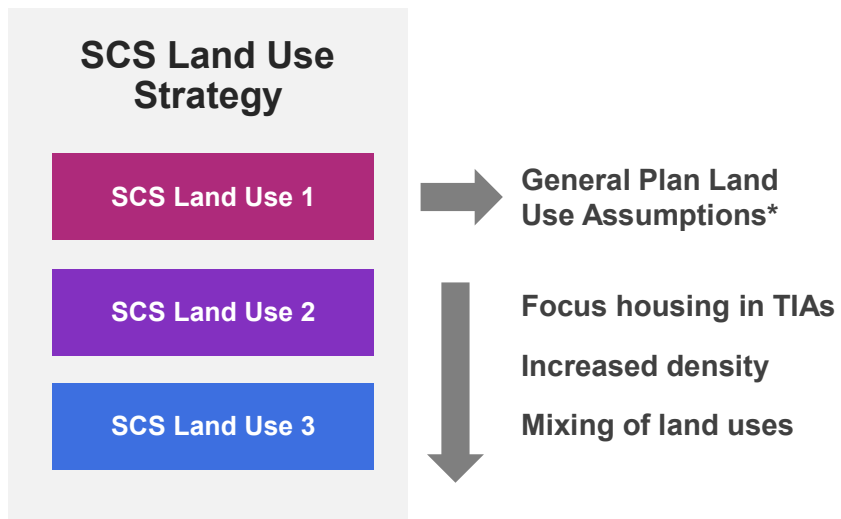 SCS Land Use
Strategy
SCS Land Use 1
General Plan Land
Use Assumptions*
SCS Land Use 2
SCS Land Use 3
Focus housing in TIAs
Increased density
Mixing of land uses